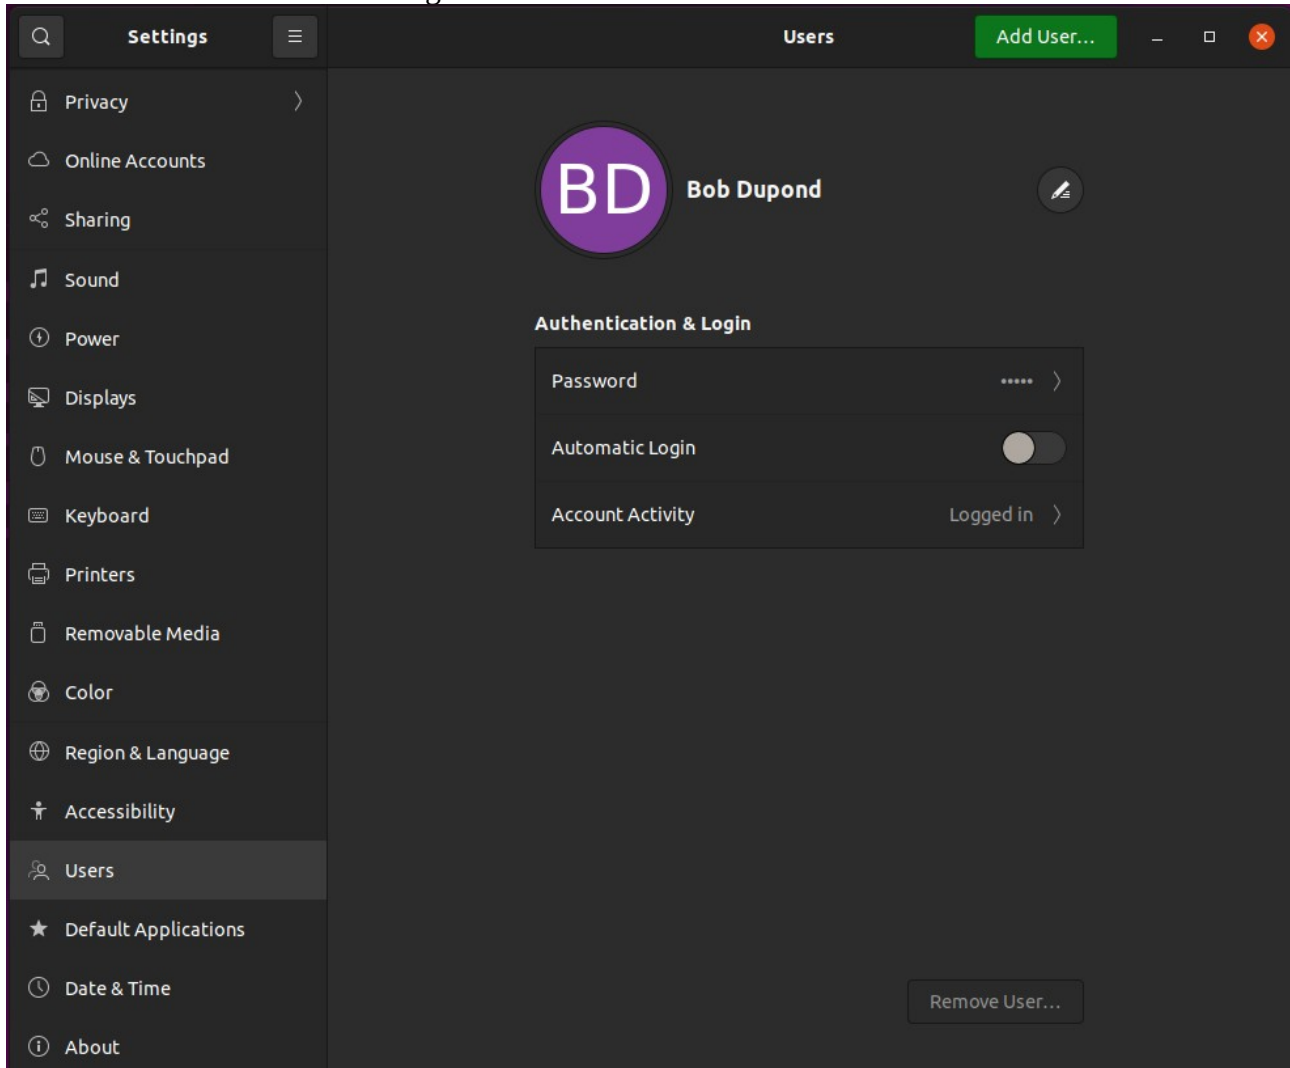 Settings
Users
Add User...
Privacy
Online Accounts
Sharing
Sound
Power
Displays
Mouse & Touchpad
Keyboard
Printers
Removable Media
Color
Region & Language
Accessibility
Users
Default Applications
Date & Time
About
BD
Bob Dupond
Authentication & Login
Password •••••
Automatic Login
Account Activity Logged in
Remove User...